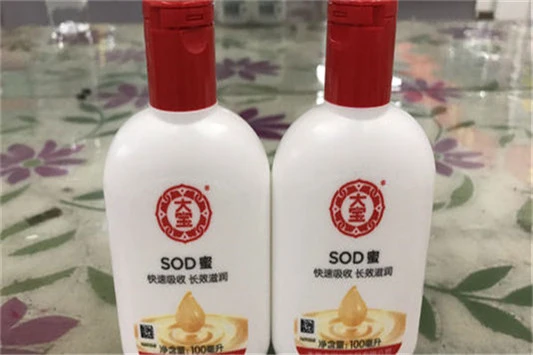 大宝
SOD蜜
快速吸收 长效滋润
净含量:100毫升
大宝
SOD蜜
快速吸收 长效滋润
净含量:100毫升